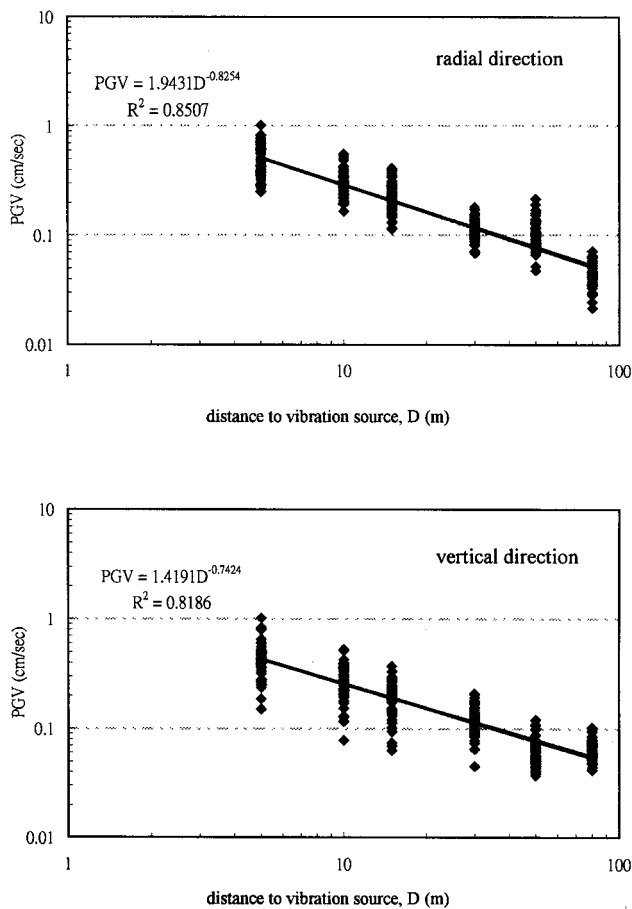 10
radial direction
PGV = 1.9431D^-0.8254
R^2 = 0.8507
1
PGV (cm/sec)
0.1
0.01
1 10 100
distance to vibration source, D (m)
10
vertical direction
PGV = 1.4191D^-0.7424
R^2 = 0.8186
1
PGV (cm/sec)
0.1
0.01
1 10 100
distance to vibration source, D (m)